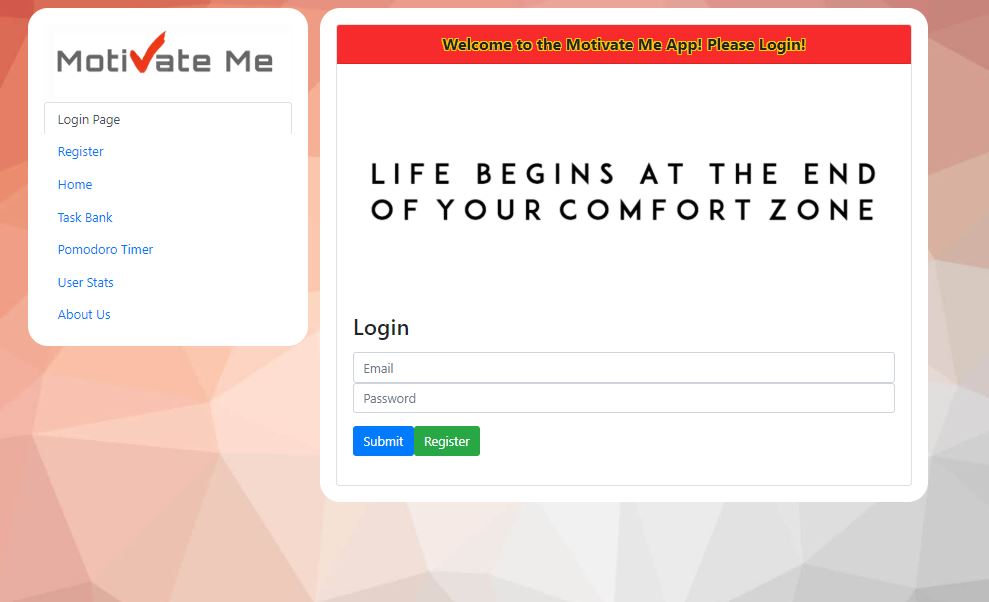 Motivate Me
Login Page
Register
Home
Task Bank
Pomodoro Timer
User Stats
About Us
Welcome to the Motivate Me App! Please Login!
LIFE BEGINS AT THE END
OF YOUR COMFORT ZONE
Login
Email
Password
Submit Register